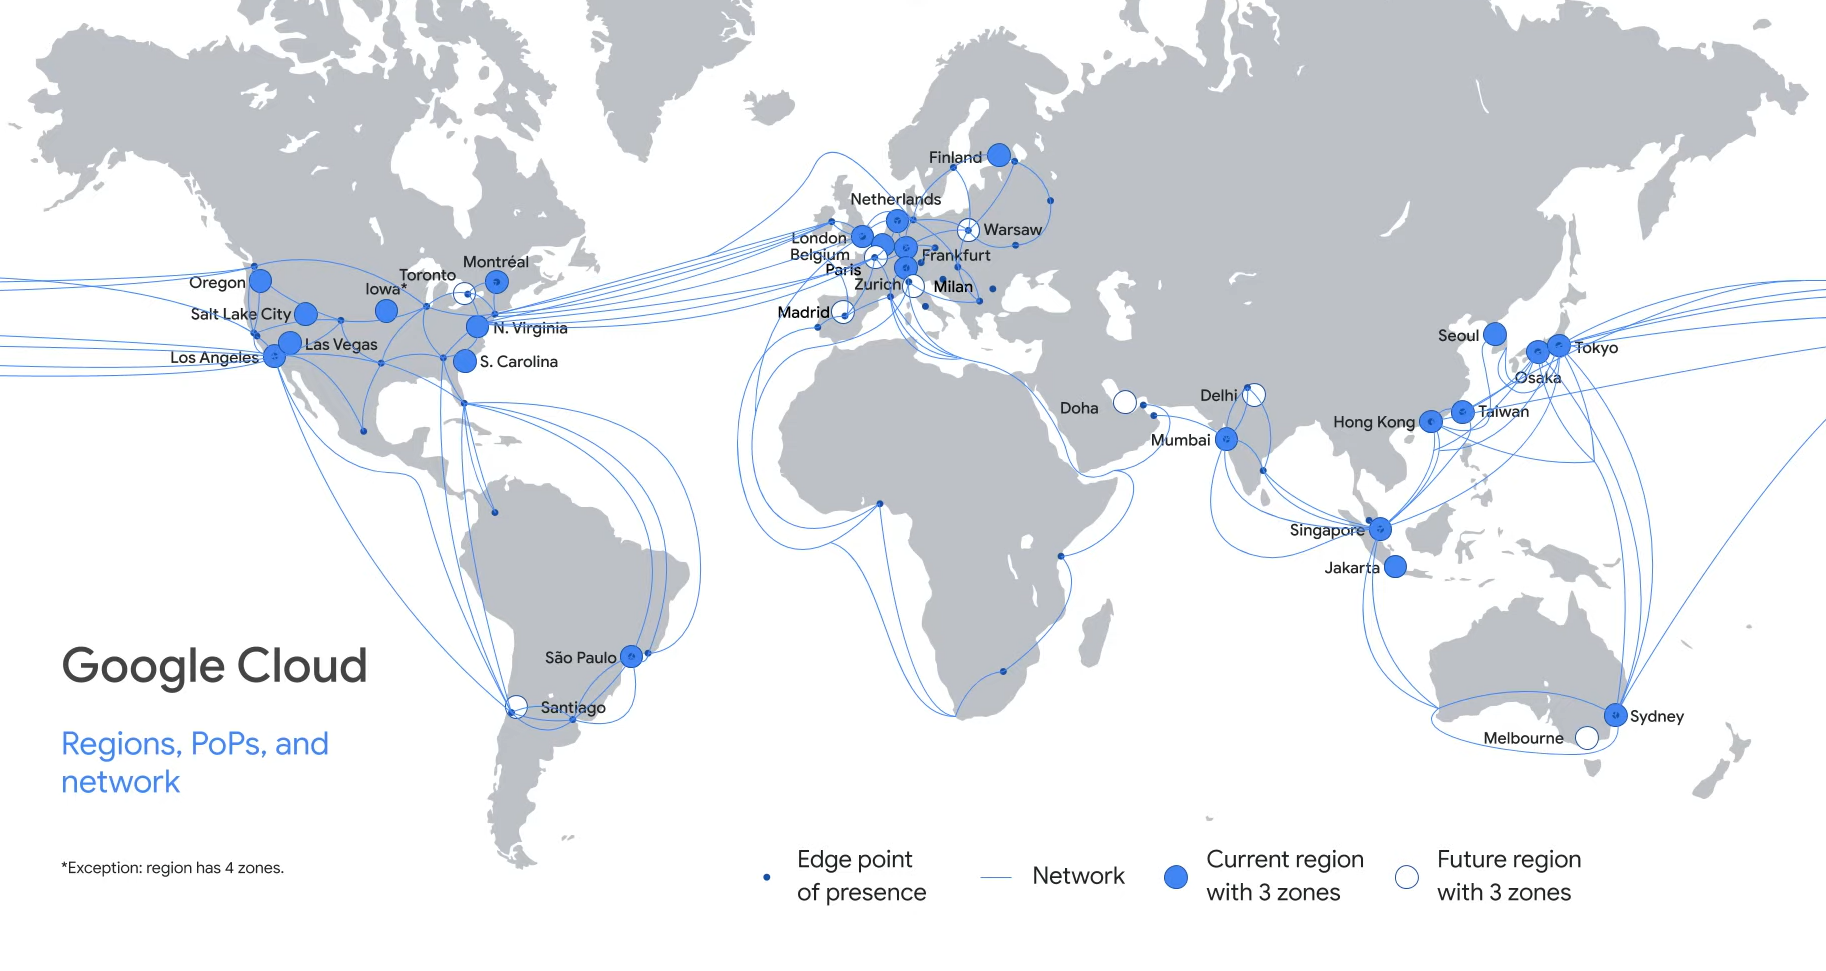 Finland
Netherlands
London
Warsaw
Belgium
Frankfurt
Paris
Zurich
Milan
Madrid
Montréal
Toronto
Iowa*
Oregon
Salt Lake City
N. Virginia
Las Vegas
Los Angeles
S. Carolina
Seoul
Tokyo
Osaka
Delhi
Doha
Taiwan
Hong Kong
Mumbai
Singapore
Jakarta
São Paulo
Santiago
Sydney
Melbourne
Google Cloud
Regions, PoPs, and
network
*Exception: region has 4 zones.
Edge point
of presence
Network
Current region
with 3 zones
Future region
with 3 zones